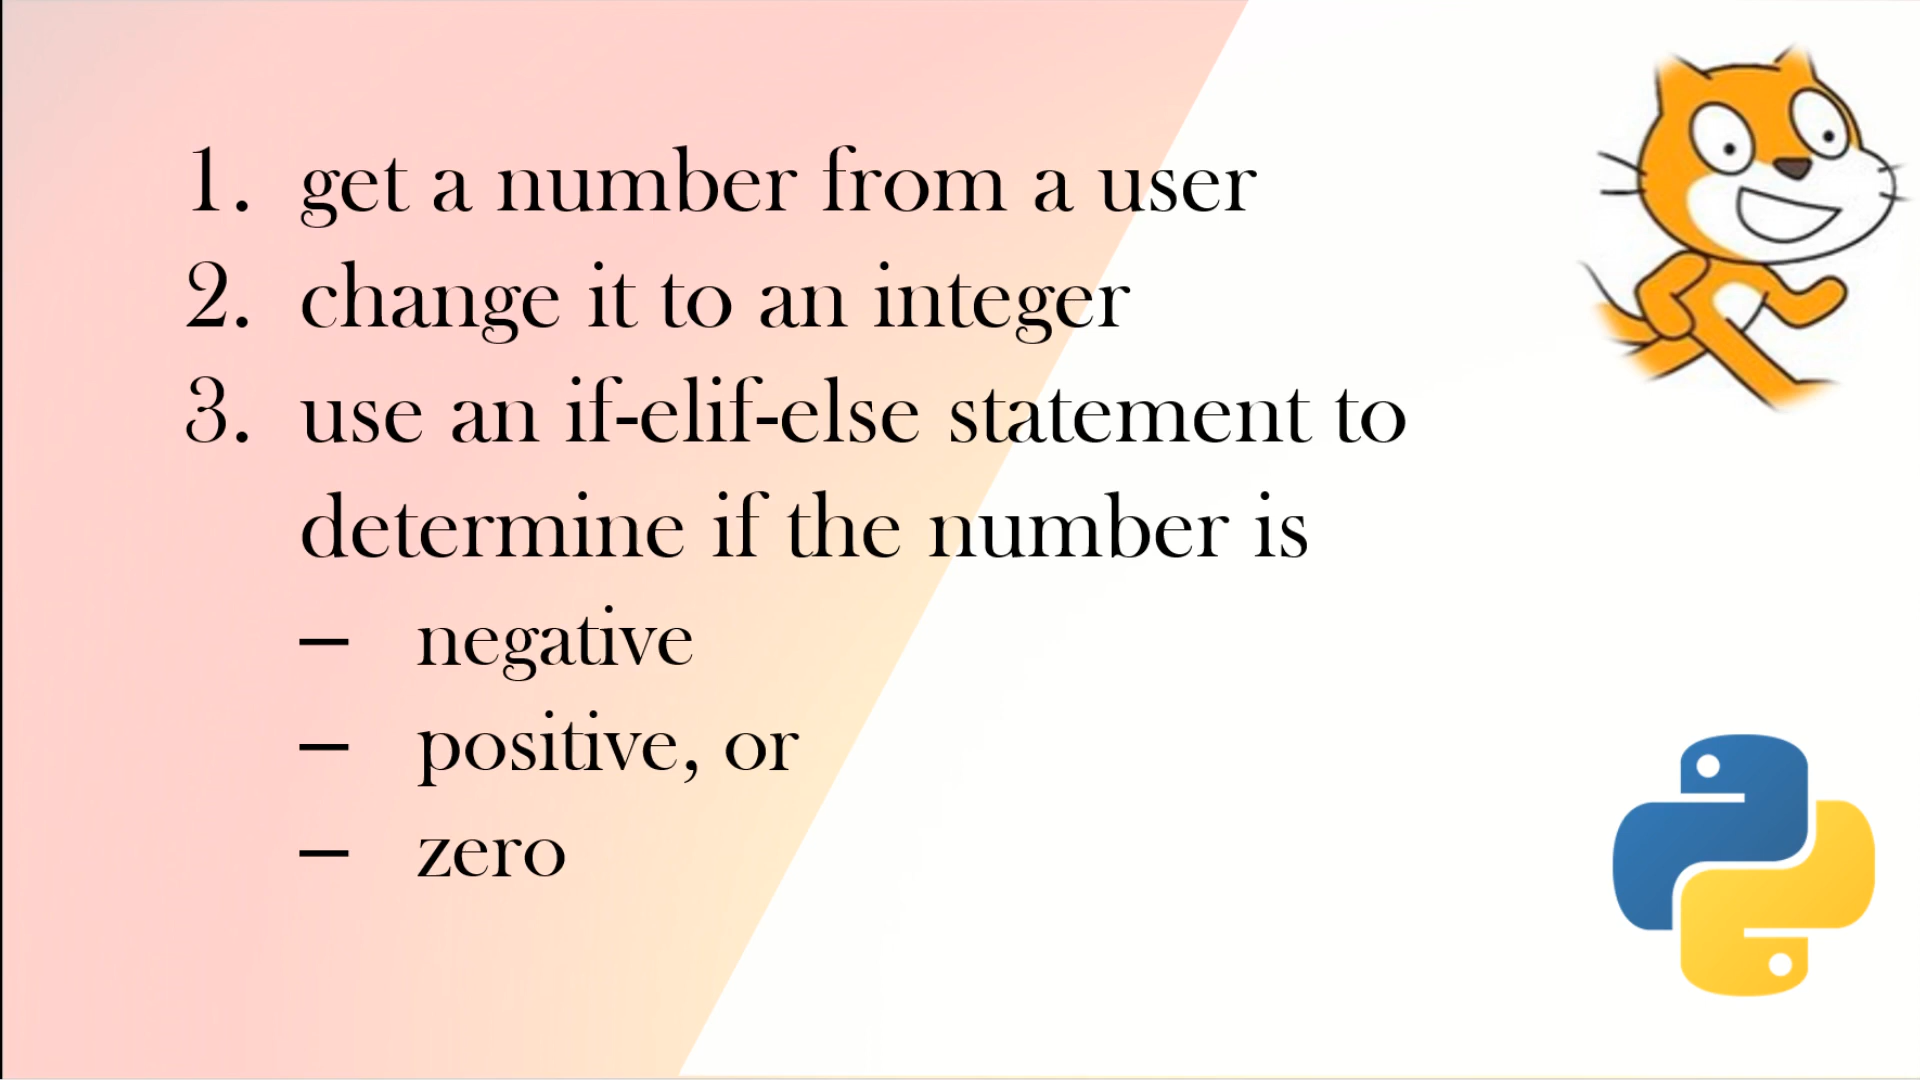 1. get a number from a user
2. change it to an integer
3. use an if-elif-else statement to
determine if the number is
– negative
– positive, or
– zero